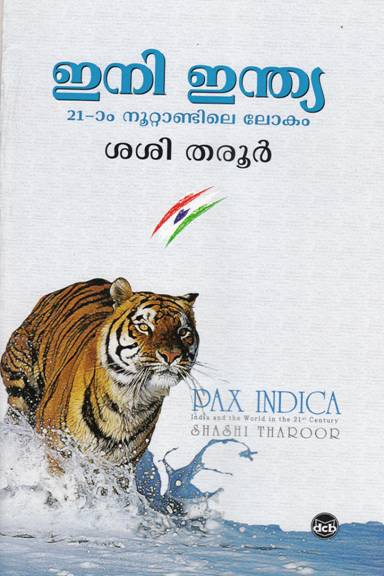 ഇനി ഇന്ത്യ
21-ാം നൂറ്റാണ്ടിലെ ലോകം
ശശി തരൂർ
PAX INDICA
India and the World in the 21st Century
SHASHI THAROOR
dcb